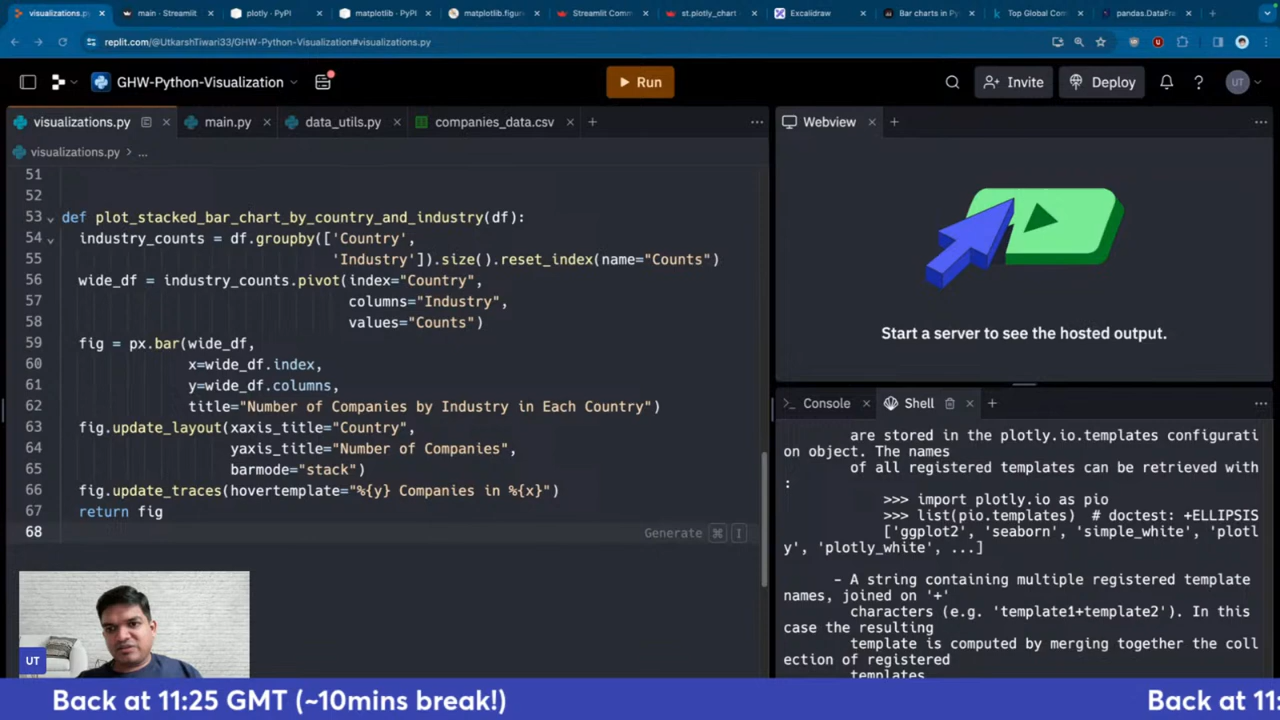 visualizations.p
main · Streamlit
plotly · PyPI
matplotlib · PyPI
matplotlib.figur
Streamlit Comm
st.plotly_chart
Excalidraw
Bar charts in Py
Top Global Com
pandas.DataFra
replit.com/@UtkarshTiwari33/GHW-Python-Visualization#visualizations.py
GHW-Python-Visualization
Run
Invite
Deploy
UT
visualizations.py
main.py
data_utils.py
companies_data.csv
Webview
visualizations.py > ...
51
52
53 def plot_stacked_bar_chart_by_country_and_industry(df):
54 industry_counts = df.groupby(['Country',
55 'Industry']).size().reset_index(name="Counts")
56 wide_df = industry_counts.pivot(index="Country",
57 columns="Industry",
58 values="Counts")
59 fig = px.bar(wide_df,
60 x=wide_df.index,
61 y=wide_df.columns,
62 title="Number of Companies by Industry in Each Country")
63 fig.update_layout(xaxis_title="Country",
64 yaxis_title="Number of Companies",
65 barmode="stack")
66 fig.update_traces(hovertemplate="%{y} Companies in %{x}")
67 return fig
68
Generate ⌘ I
Start a server to see the hosted output.
Console
Shell
are stored in the plotly.io.templates configurati
on object. The names
of all registered templates can be retrieved with
:
>>> import plotly.io as pio
>>> list(pio.templates) # doctest: +ELLIPSIS
['ggplot2', 'seaborn', 'simple_white', 'plotl
y', 'plotly_white', ...]
- A string containing multiple registered template
names, joined on '+'
characters (e.g. 'template1+template2'). In this
case the resulting
template is computed by merging together the coll
ection of registered
templates
UT
Back at 11:25 GMT (~10mins break!)
Back at 11: